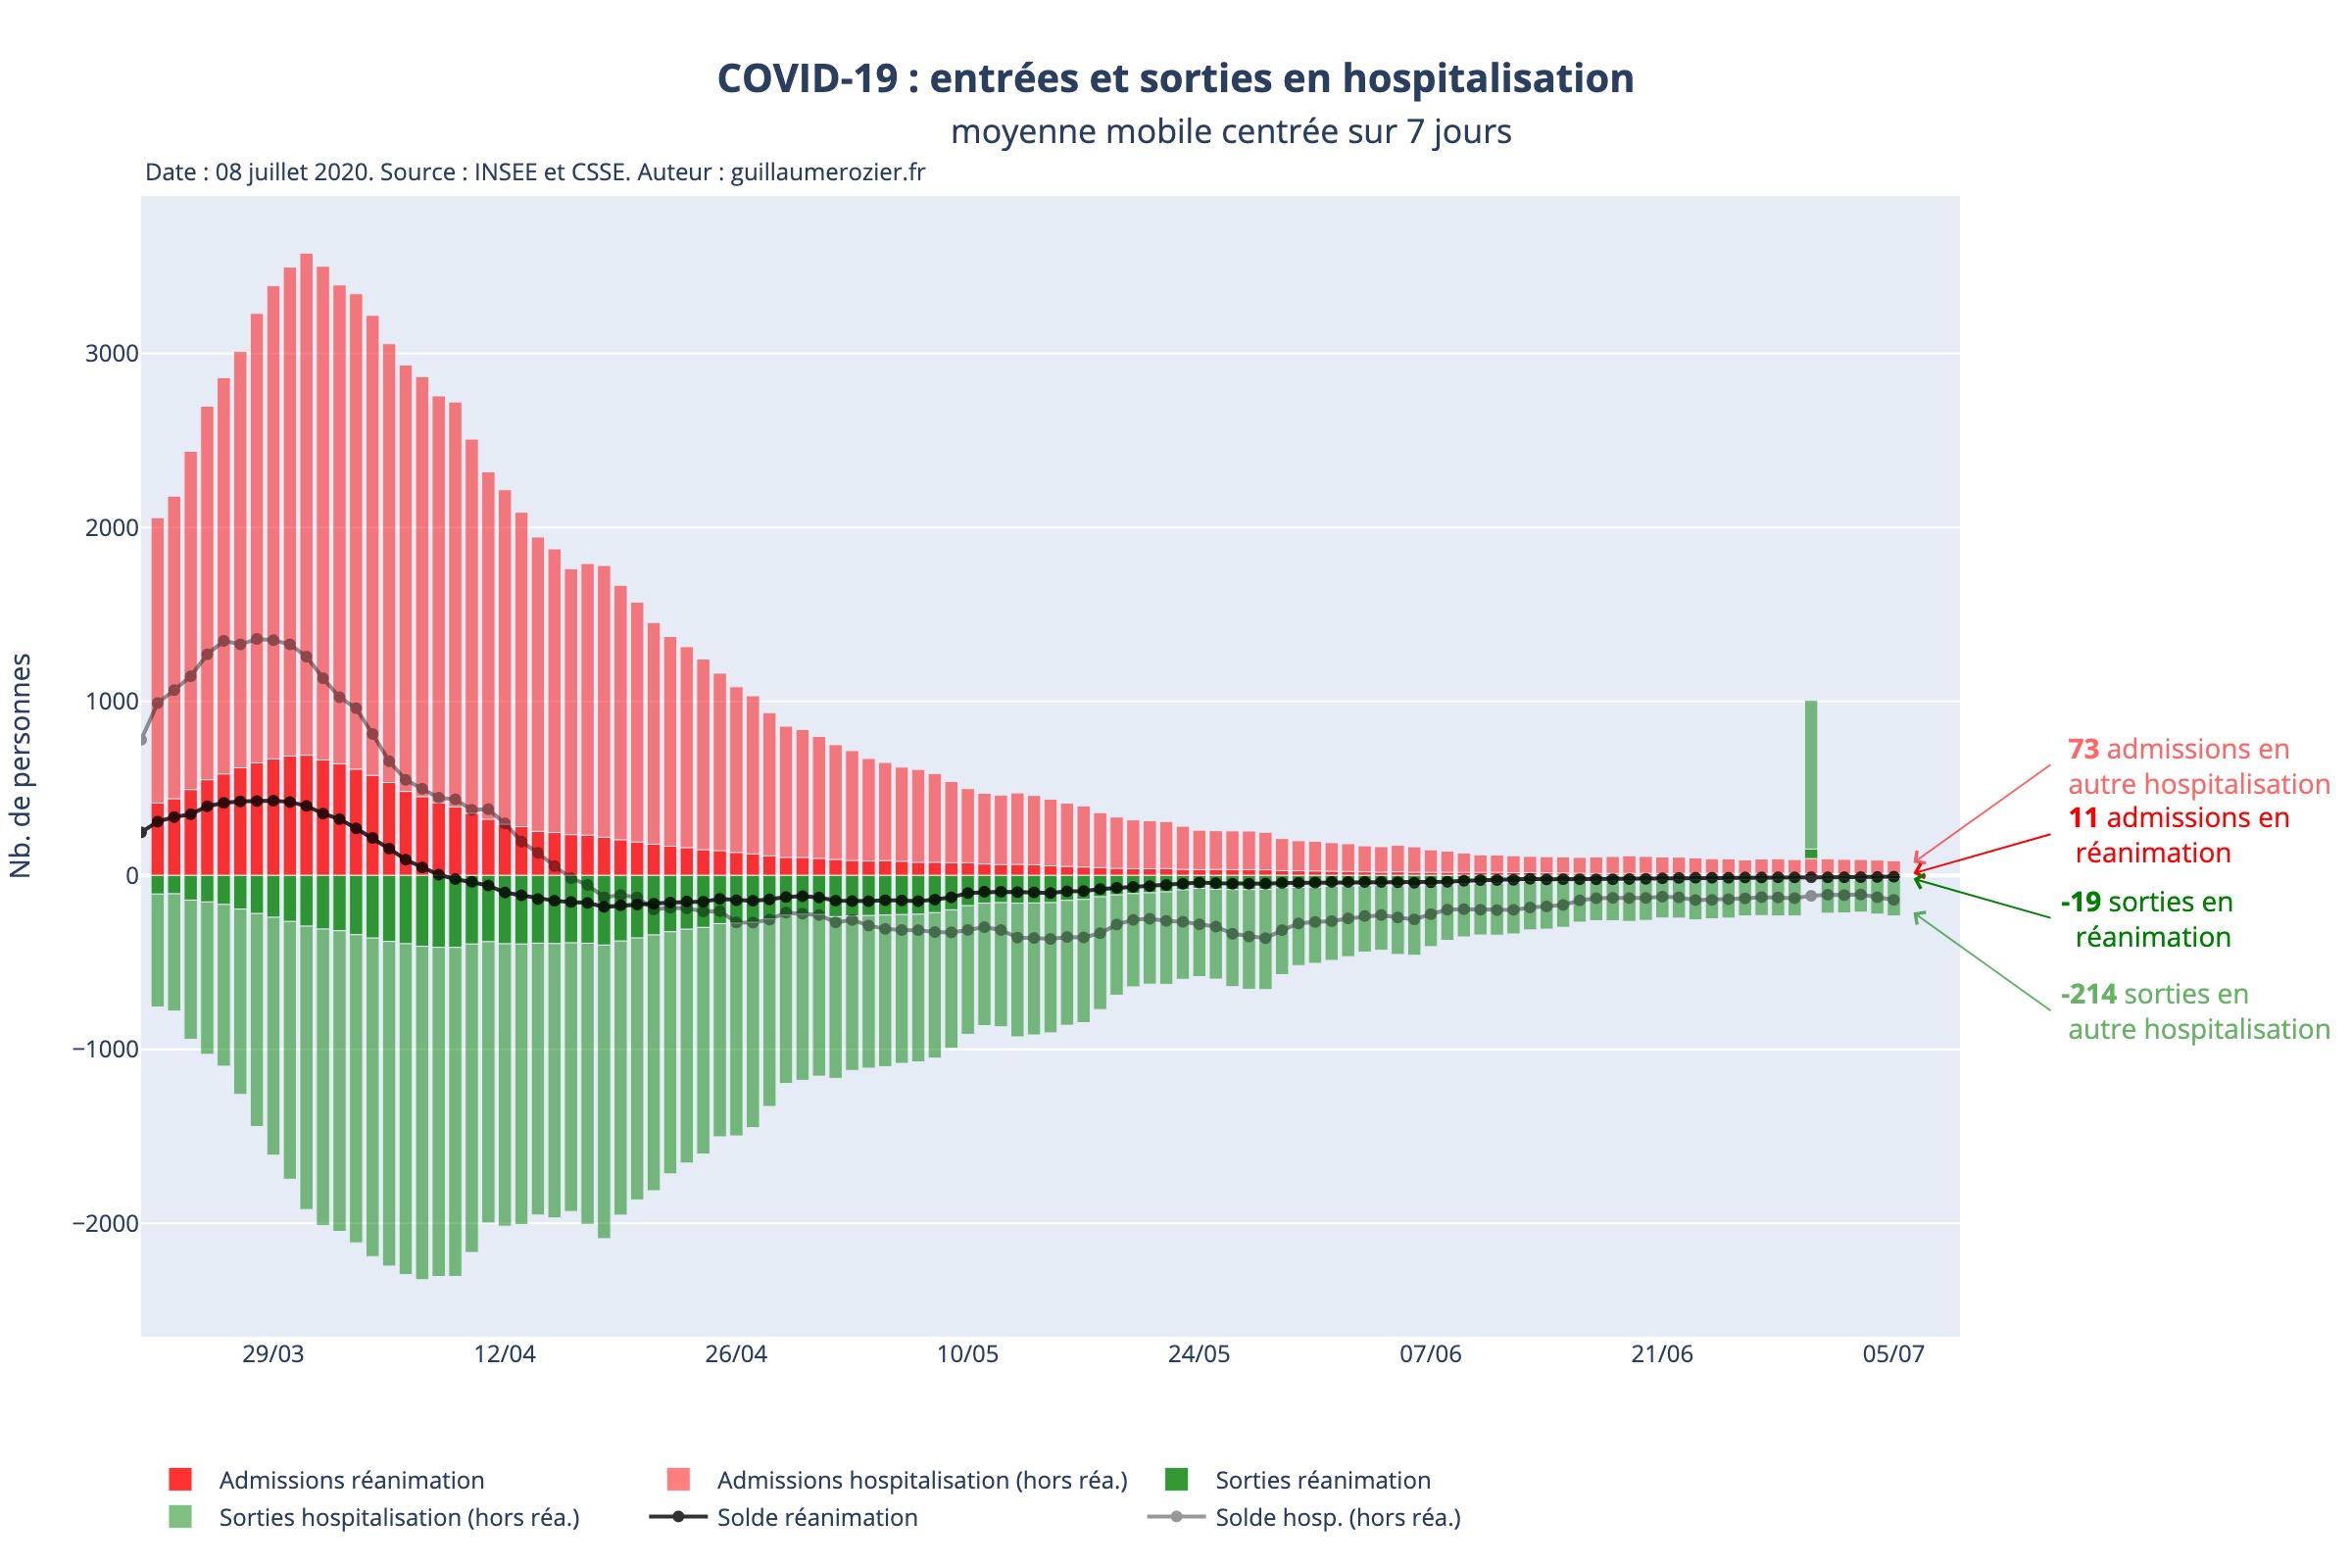 COVID-19 : entrées et sorties en hospitalisation
moyenne mobile centrée sur 7 jours
Date : 08 juillet 2020. Source : INSEE et CSSE. Auteur : guillaumerozier.fr
Nb. de personnes
3000
2000
1000
0
−1000
−2000
29/03
12/04
26/04
10/05
24/05
07/06
21/06
05/07
73 admissions en
autre hospitalisation
11 admissions en
réanimation
-19 sorties en
réanimation
-214 sorties en
autre hospitalisation
Admissions réanimation
Admissions hospitalisation (hors réa.)
Sorties réanimation
Sorties hospitalisation (hors réa.)
Solde réanimation
Solde hosp. (hors réa.)